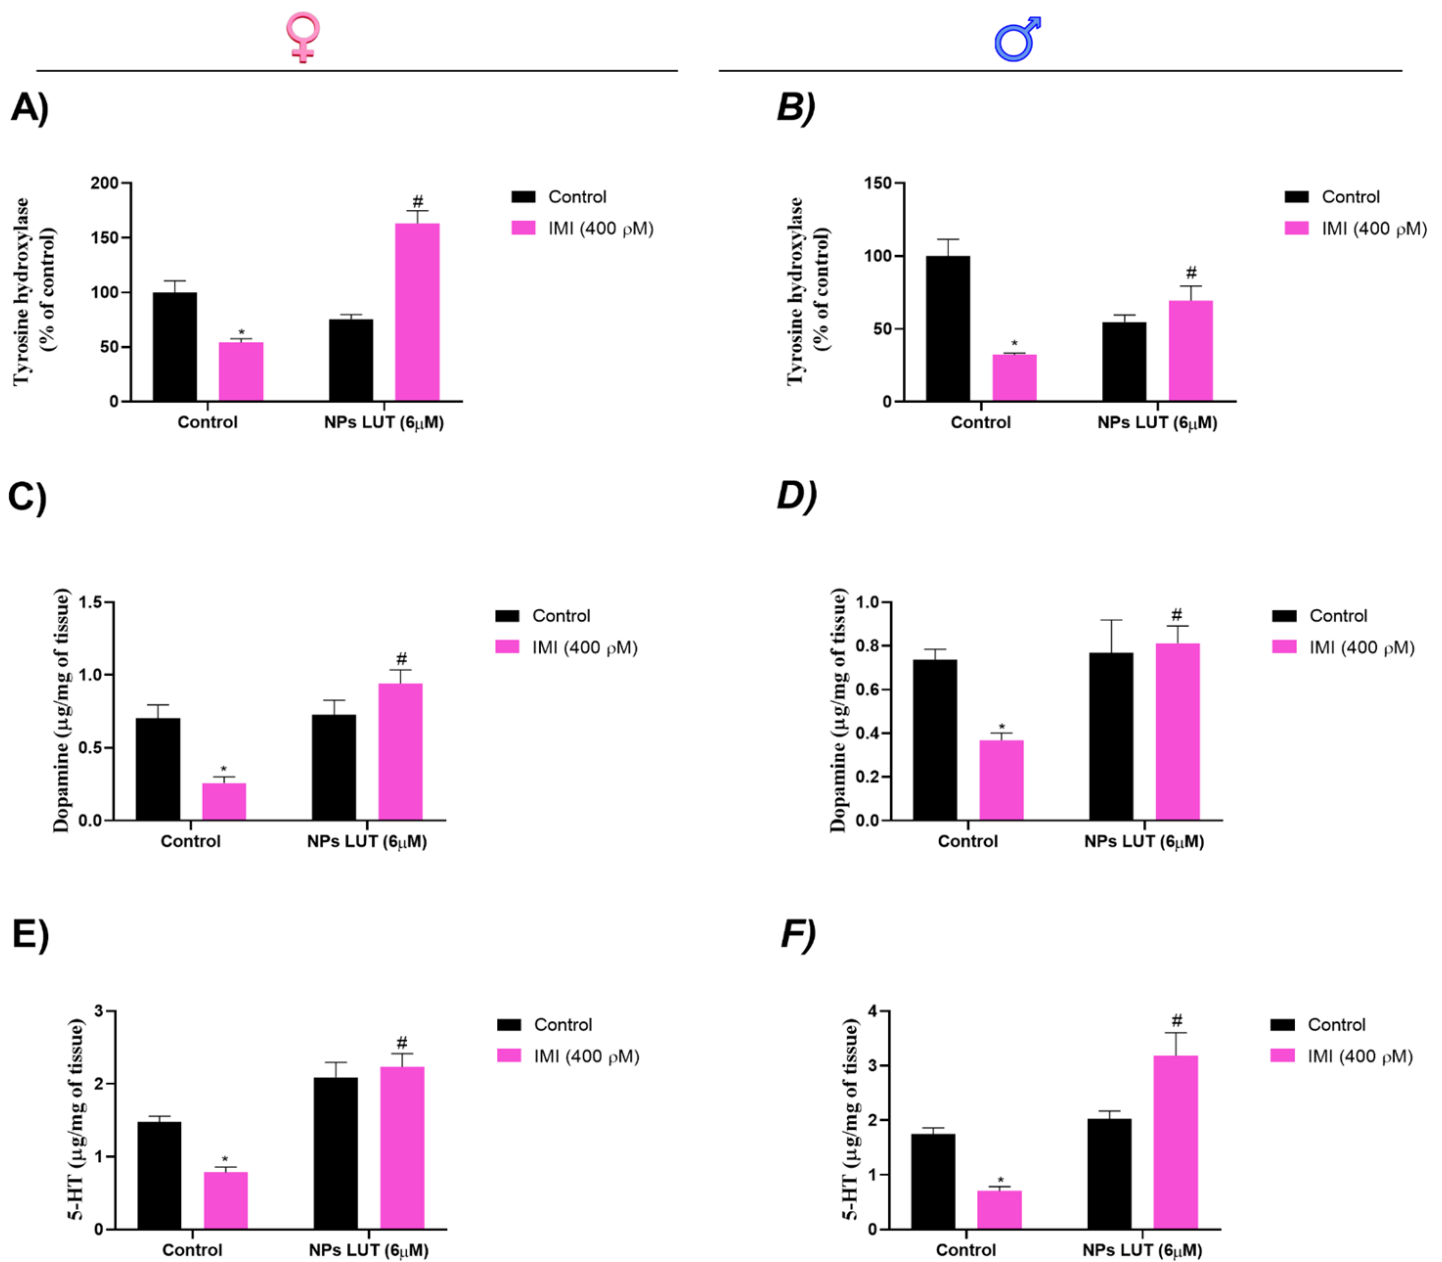 ♀ ♂
A)
Tyrosine hydroxylase
(% of control)
200
150
100
50
0
*
#
Control
NPs LUT (6μM)
Control
IMI (400 ρM)
B)
Tyrosine hydroxylase
(% of control)
150
100
50
0
*
#
Control
NPs LUT (6μM)
Control
IMI (400 ρM)
C)
Dopamine (μg/mg of tissue)
1.5
1.0
0.5
0.0
*
#
Control
NPs LUT (6μM)
Control
IMI (400 ρM)
D)
Dopamine (μg/mg of tissue)
1.0
0.8
0.6
0.4
0.2
0.0
*
#
Control
NPs LUT (6μM)
Control
IMI (400 ρM)
E)
5-HT (μg/mg of tissue)
3
2
1
0
*
#
Control
NPs LUT (6μM)
Control
IMI (400 ρM)
F)
5-HT (μg/mg of tissue)
4
3
2
1
0
*
#
Control
NPs LUT (6μM)
Control
IMI (400 ρM)